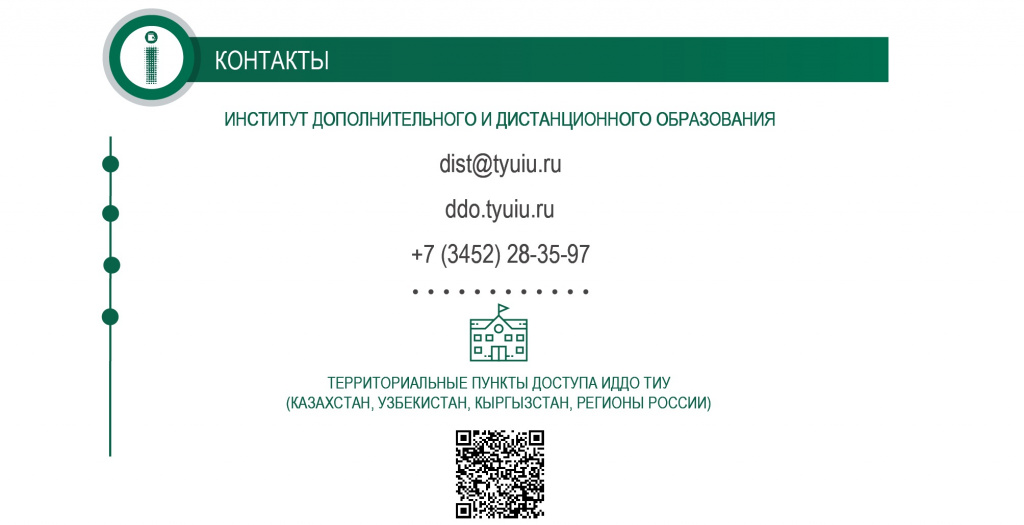 КОНТАКТЫ
ИНСТИТУТ ДОПОЛНИТЕЛЬНОГО И ДИСТАНЦИОННОГО ОБРАЗОВАНИЯ
dist@tyuiu.ru
ddo.tyuiu.ru
+7 (3452) 28-35-97
ТЕРРИТОРИАЛЬНЫЕ ПУНКТЫ ДОСТУПА ИДДО ТИУ
(КАЗАХСТАН, УЗБЕКИСТАН, КЫРГЫЗСТАН, РЕГИОНЫ РОССИИ)